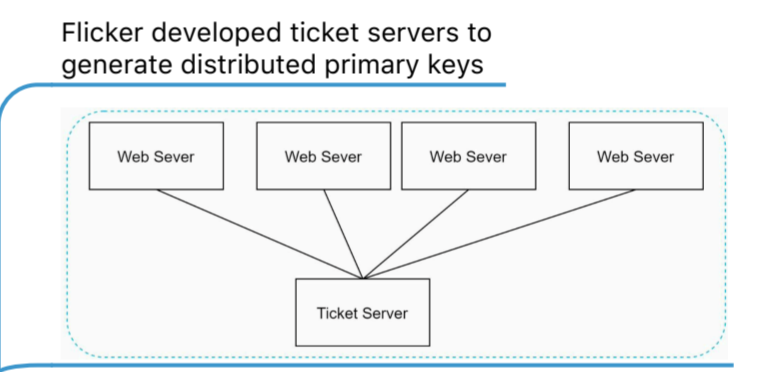 Flicker developed ticket servers to
generate distributed primary keys
Web Sever
Web Sever
Web Sever
Web Sever
Ticket Server